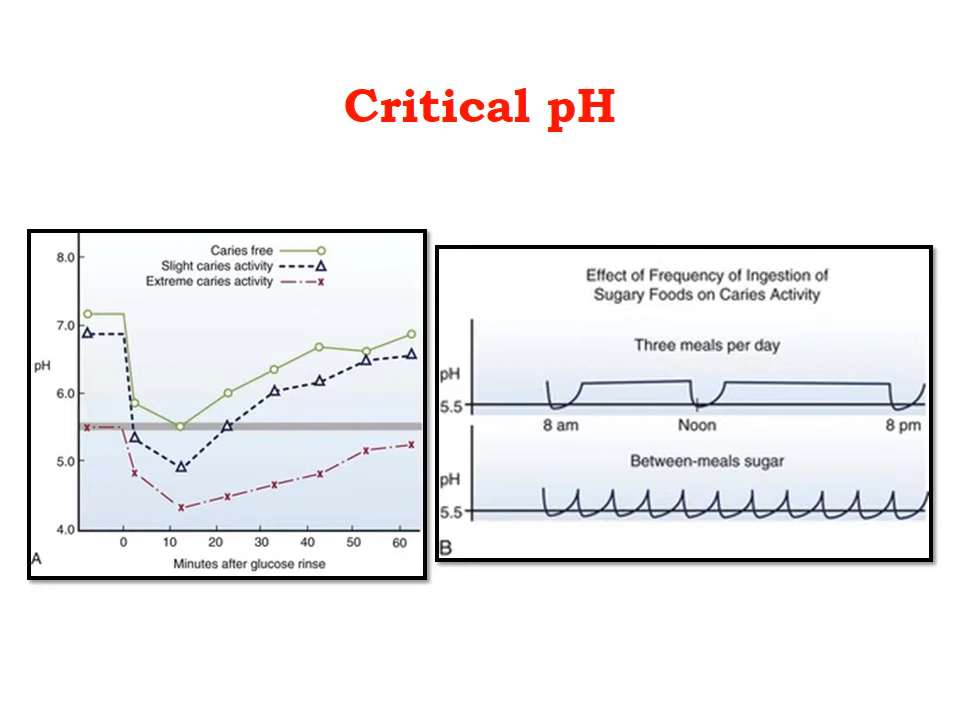 Critical pH
Caries free
Slight caries activity
Extreme caries activity
8.0
7.0
pH
6.0
5.0
4.0
0 10 20 30 40 50 60
A
Minutes after glucose rinse
Effect of Frequency of Ingestion of
Sugary Foods on Caries Activity
Three meals per day
pH
5.5
8 am Noon 8 pm
Between-meals sugar
pH
5.5
B